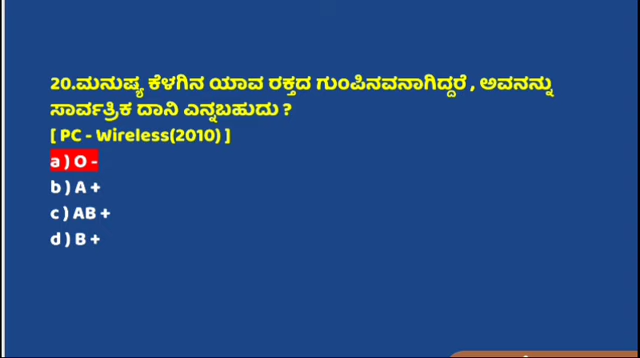 20.ಮನುಷ್ಯ ಕೆಳಗಿನ ಯಾವ ರಕ್ತದ ಗುಂಪಿನವನಾಗಿದ್ದರೆ , ಅವನನ್ನು
ಸಾರ್ವತ್ರಿಕ ದಾನಿ ಎನ್ನಬಹುದು ?
[ PC - Wireless(2010) ]
a ) O -
b ) A +
c ) AB +
d ) B +